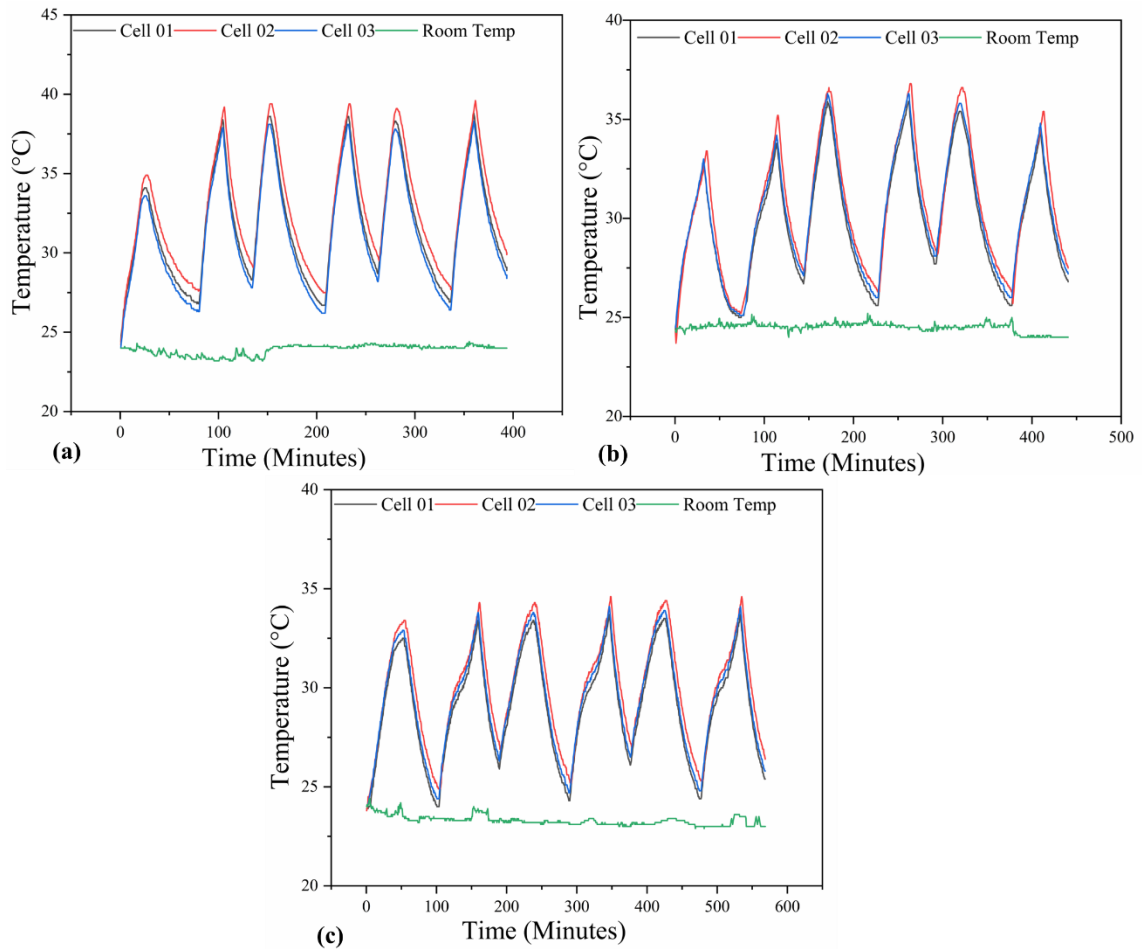 45
Cell 01 Cell 02 Cell 03 Room Temp
40
35
30
25
20
Temperature (°C)
0 100 200 300 400
Time (Minutes)
(a)
40
Cell 01 Cell 02 Cell 03 Room Temp
35
30
25
20
Temperature (°C)
0 100 200 300 400 500
Time (Minutes)
(b)
40
Cell 01 Cell 02 Cell 03 Room Temp
35
30
25
20
Temperature (°C)
0 100 200 300 400 500 600
Time (Minutes)
(c)